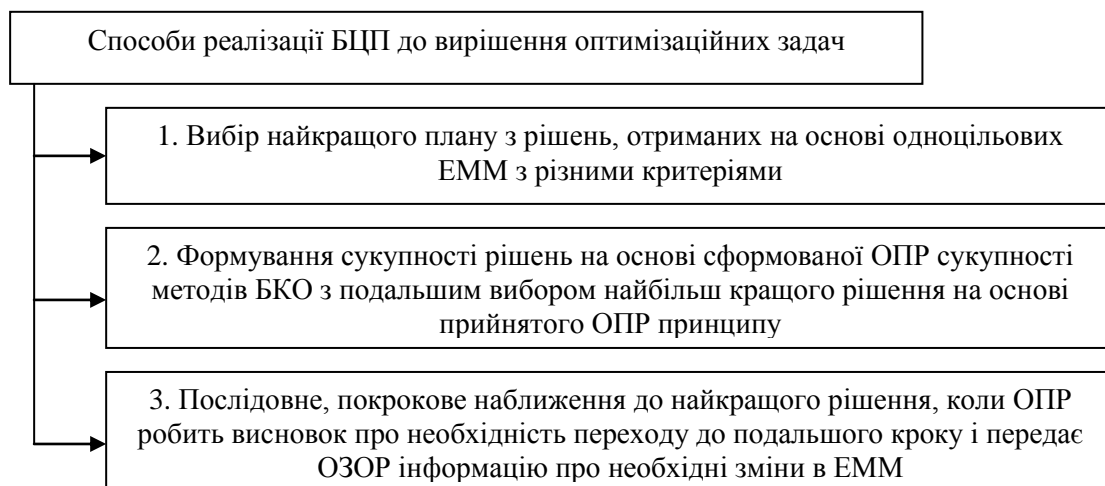 Способи реалізації БЦП до вирішення оптимізаційних задач
1. Вибір найкращого плану з рішень, отриманих на основі одноцільових
ЕММ з різними критеріями
2. Формування сукупності рішень на основі сформованої ОПР сукупності
методів БКО з подальшим вибором найбільш кращого рішення на основі
прийнятого ОПР принципу
3. Послідовне, покрокове наближення до найкращого рішення, коли ОПР
робить висновок про необхідність переходу до подальшого кроку і передає
ОЗОР інформацію про необхідні зміни в ЕММ